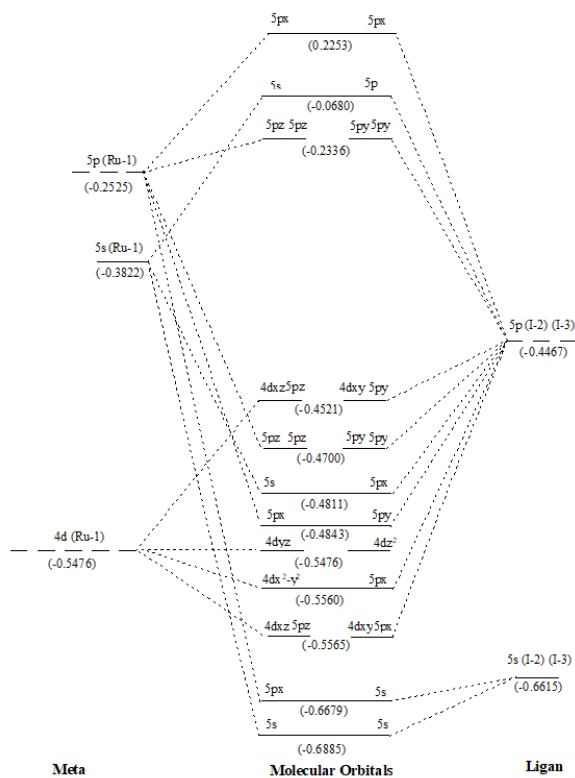 5px 5px
(0.2253)
5s 5p
(-0.0680)
5pz 5pz 5py 5py
(-0.2336)
5p (Ru-1)
(-0.2525)
5s (Ru-1)
(-0.3822)
5p (I-2) (I-3)
(-0.4467)
4dxz 5pz 4dxy 5py
(-0.4521)
5pz 5pz 5py 5py
(-0.4700)
5s 5px
(-0.4811)
5px 5py
(-0.4843)
4d (Ru-1)
(-0.5476)
4dyz 4dz²
(-0.5476)
4dx²-y² 5px
(-0.5560)
4dxz 5pz 4dxy 5px
(-0.5565)
5s (I-2) (I-3)
(-0.6615)
5px 5s
(-0.6679)
5s 5s
(-0.6885)
Meta Molecular Orbitals Ligan